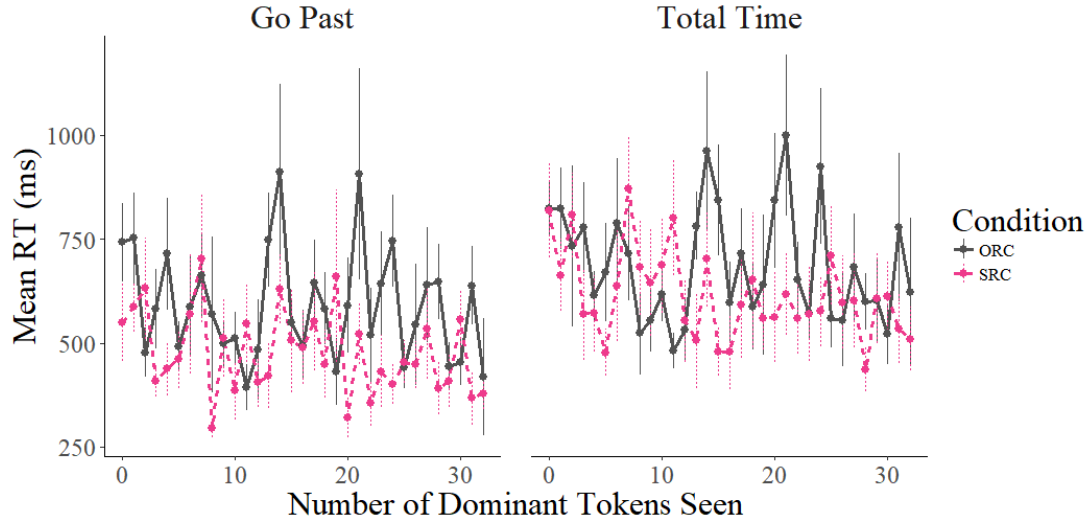 Go Past
Total Time
Mean RT (ms)
1000
750
500
250
0 10 20 30
0 10 20 30
Number of Dominant Tokens Seen
Condition
ORC
SRC